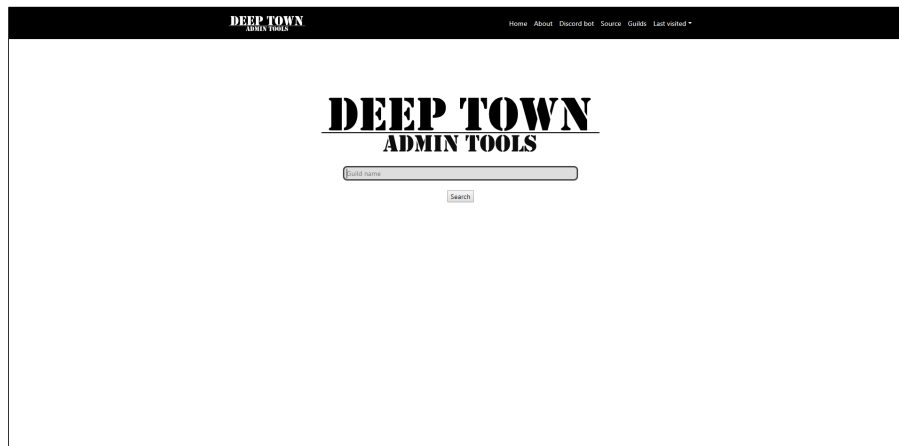 DEEP TOWN
ADMIN TOOLS
Home About Discord bot Source Guilds Last visited
DEEP TOWN
ADMIN TOOLS
Guild name
Search